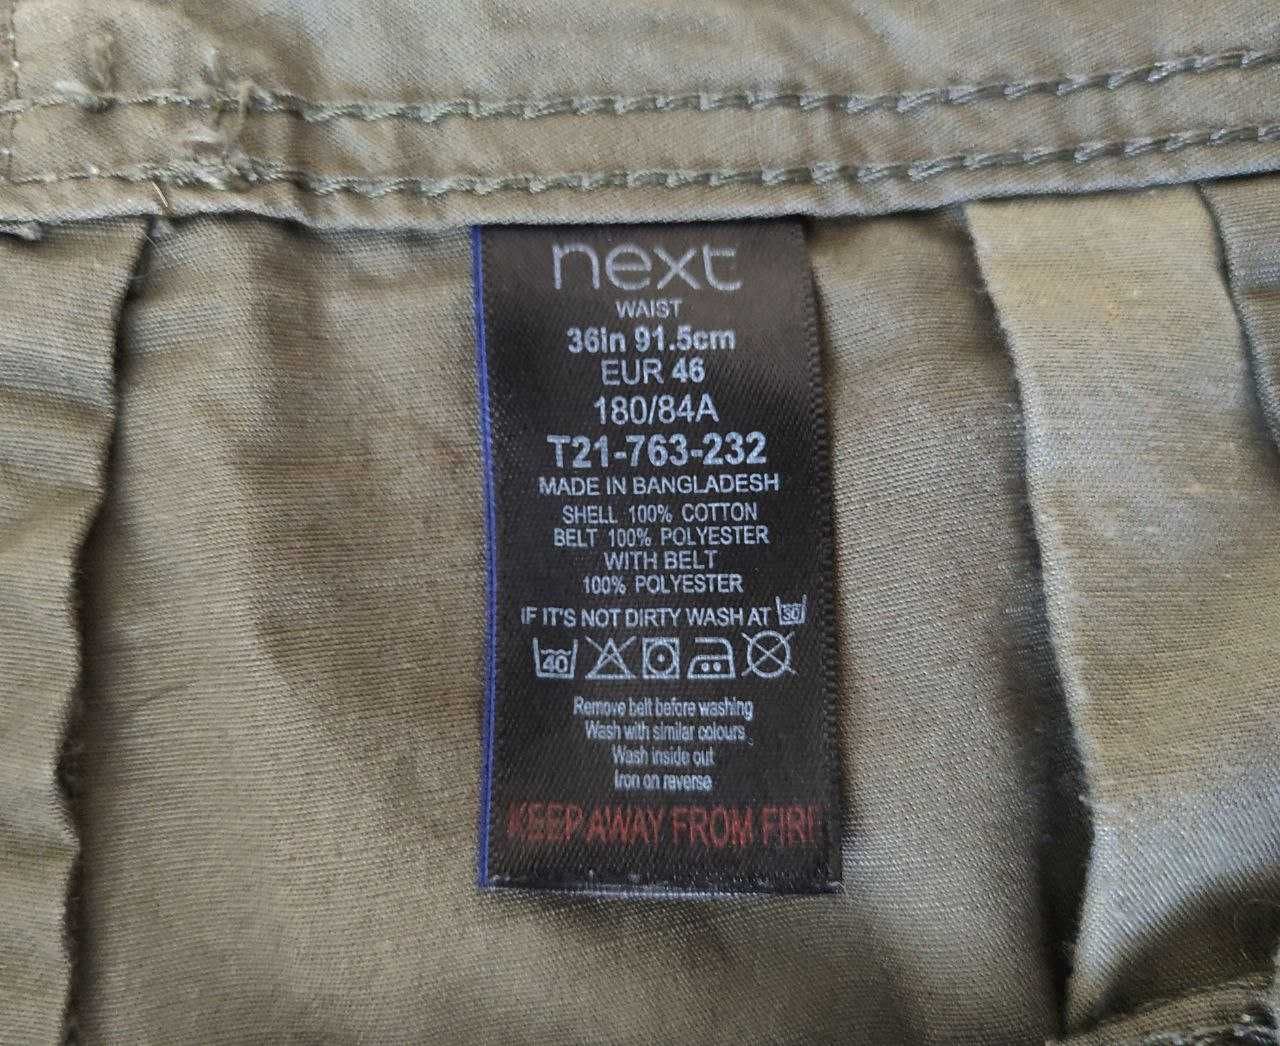 next
WAIST
36in 91.5cm
EUR 46
180/84A
T21-763-232
MADE IN BANGLADESH
SHELL 100% COTTON
BELT 100% POLYESTER
WITH BELT
100% POLYESTER
IF IT'S NOT DIRTY WASH AT 30
40
Remove belt before washing
Wash with similar colours
Wash inside out
Iron on reverse
KEEP AWAY FROM FIR